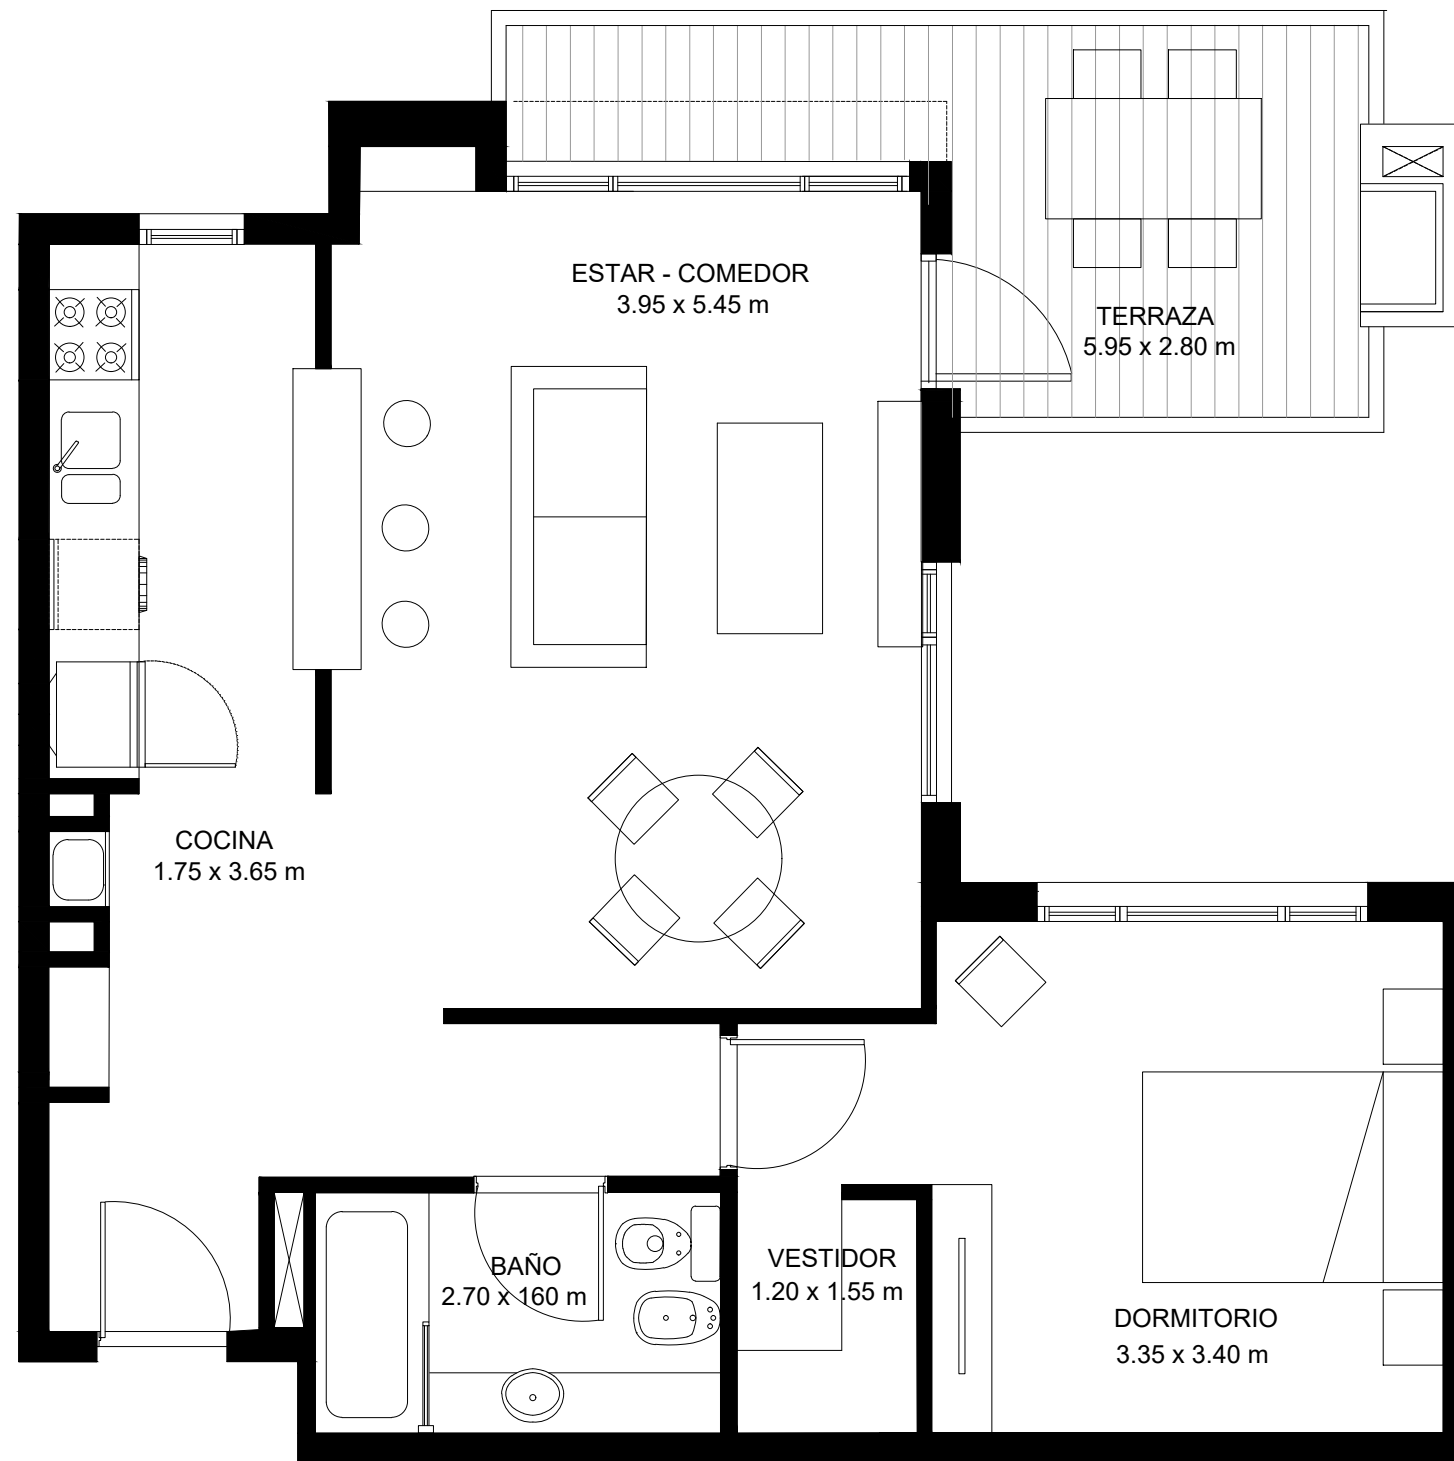 ESTAR - COMEDOR
3.95 x 5.45 m
TERRAZA
5.95 x 2.80 m
COCINA
1.75 x 3.65 m
BAÑO
2.70 x 160 m
VESTIDOR
1.20 x 1.55 m
DORMITORIO
3.35 x 3.40 m